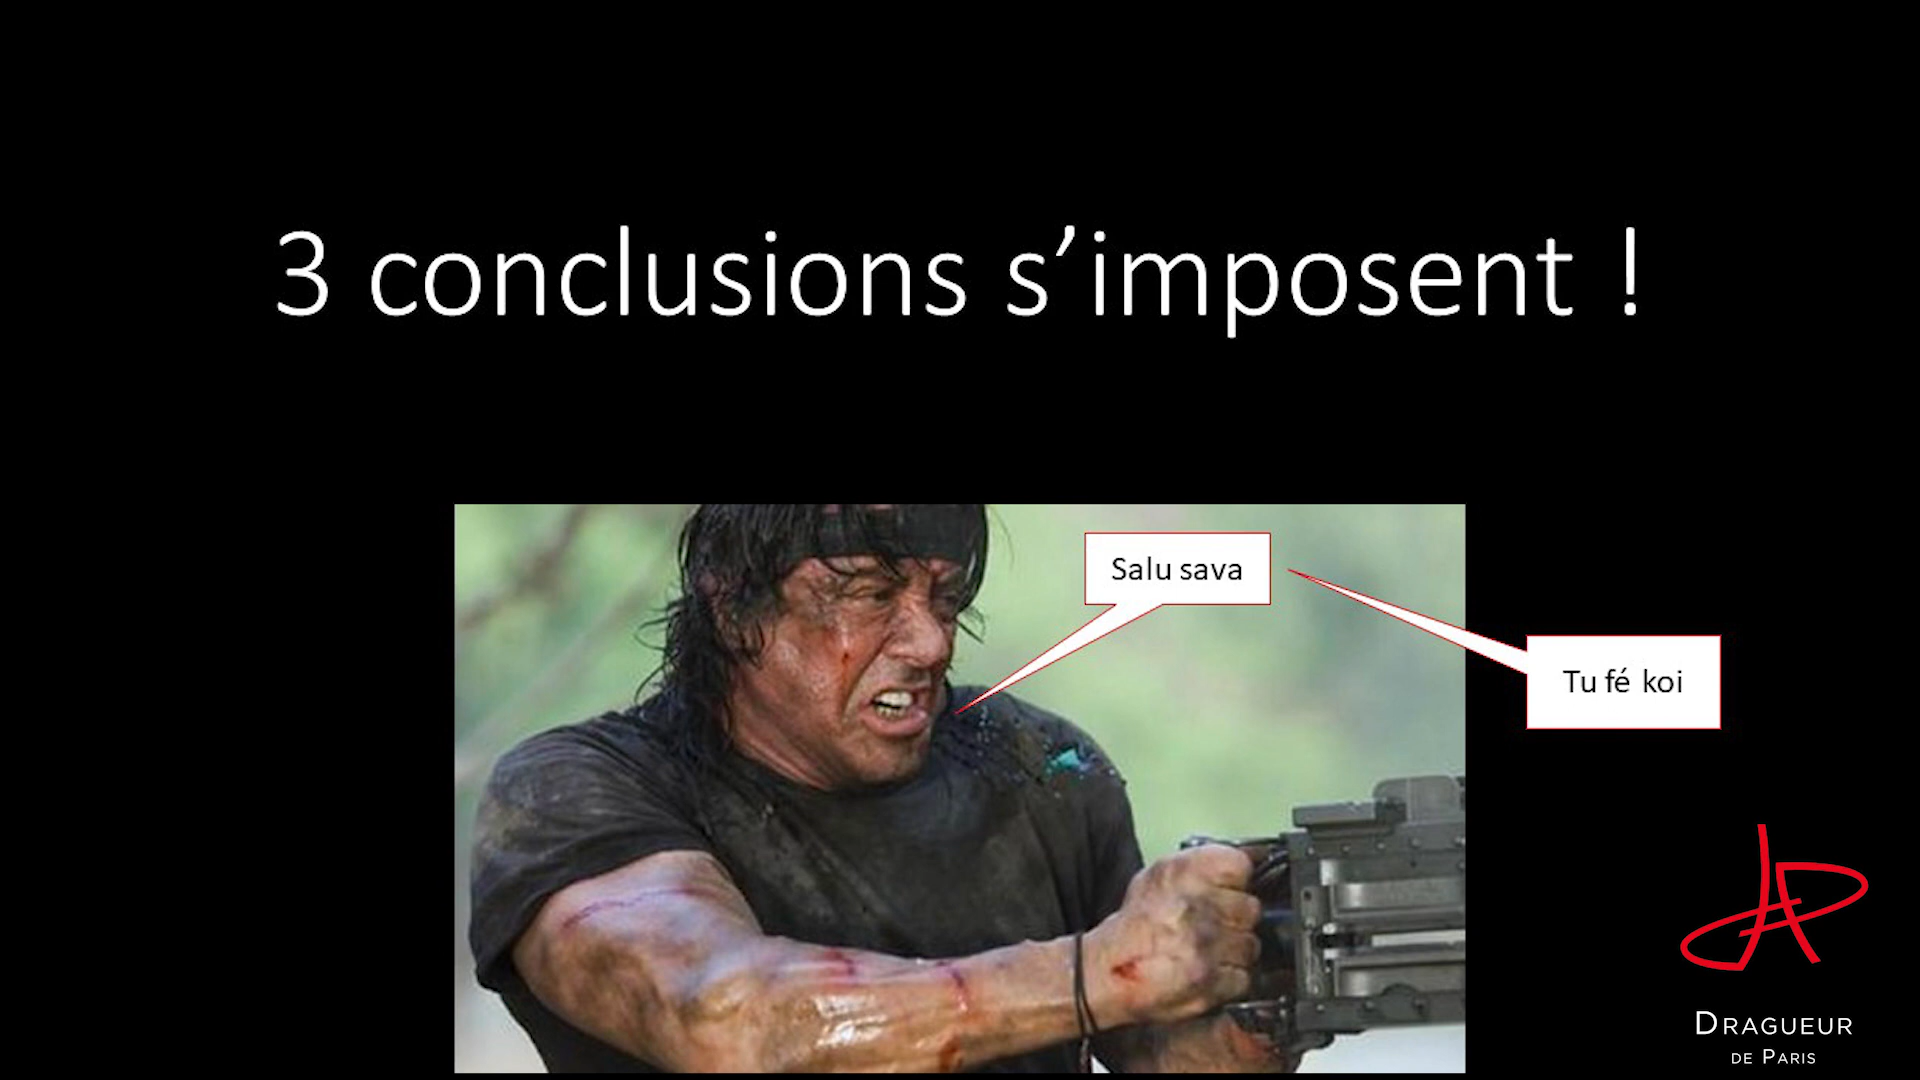 3 conclusions s’imposent !
Salu sava
Tu fé koi
DRAGUEUR
DE PARIS